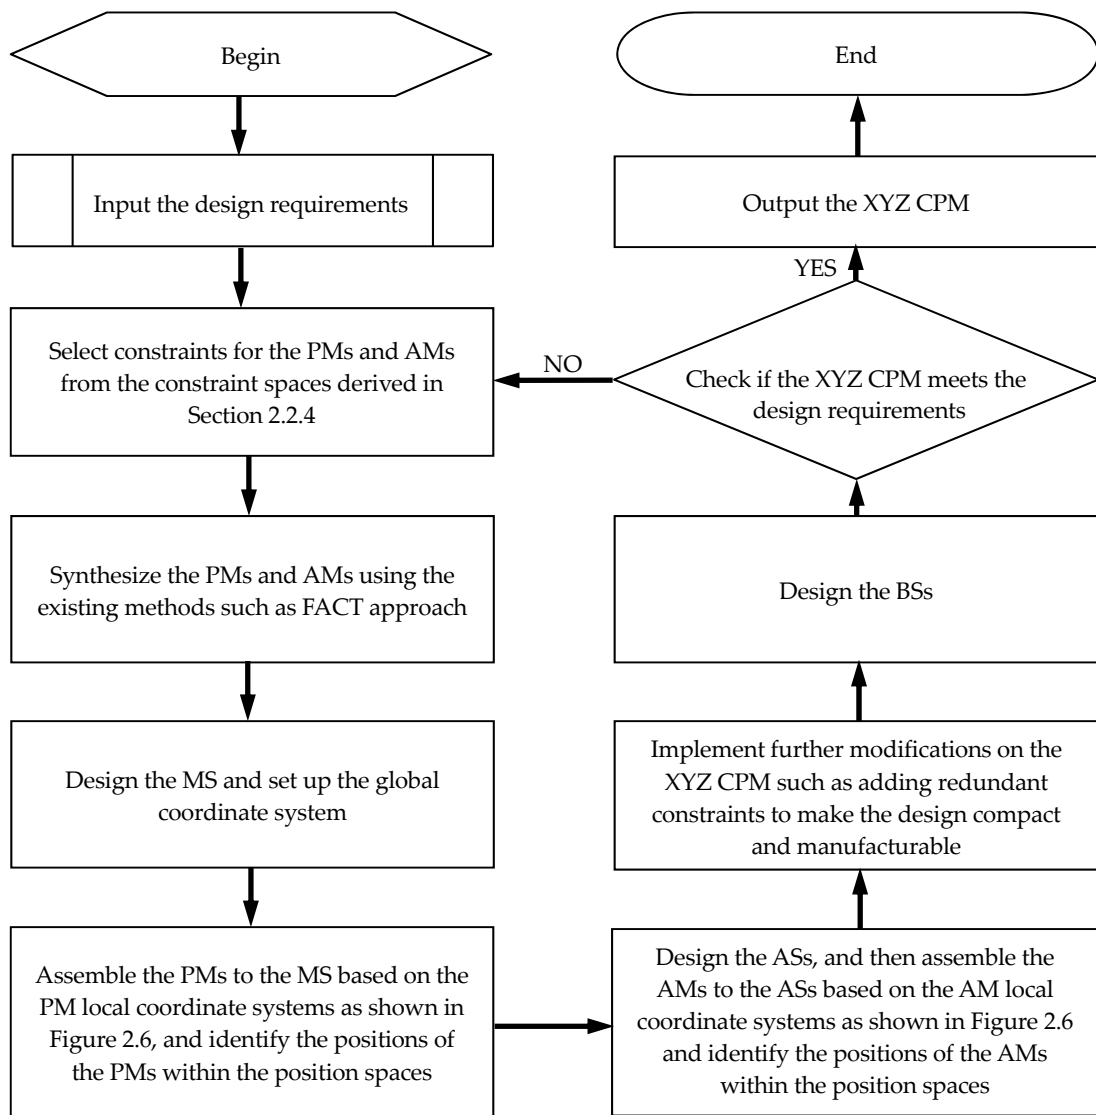 Begin
Input the design requirements
Select constraints for the PMs and AMs
from the constraint spaces derived in
Section 2.2.4
Synthesize the PMs and AMs using the
existing methods such as FACT approach
Design the MS and set up the global
coordinate system
Assemble the PMs to the MS based on the
PM local coordinate systems as shown in
Figure 2.6, and identify the positions of
the PMs within the position spaces
Design the ASs, and then assemble the
AMs to the ASs based on the AM local
coordinate systems as shown in Figure 2.6
and identify the positions of the AMs
within the position spaces
Implement further modifications on the
XYZ CPM such as adding redundant
constraints to make the design compact
and manufacturable
Design the BSs
Check if the XYZ CPM meets the
design requirements
NO
YES
Output the XYZ CPM
End